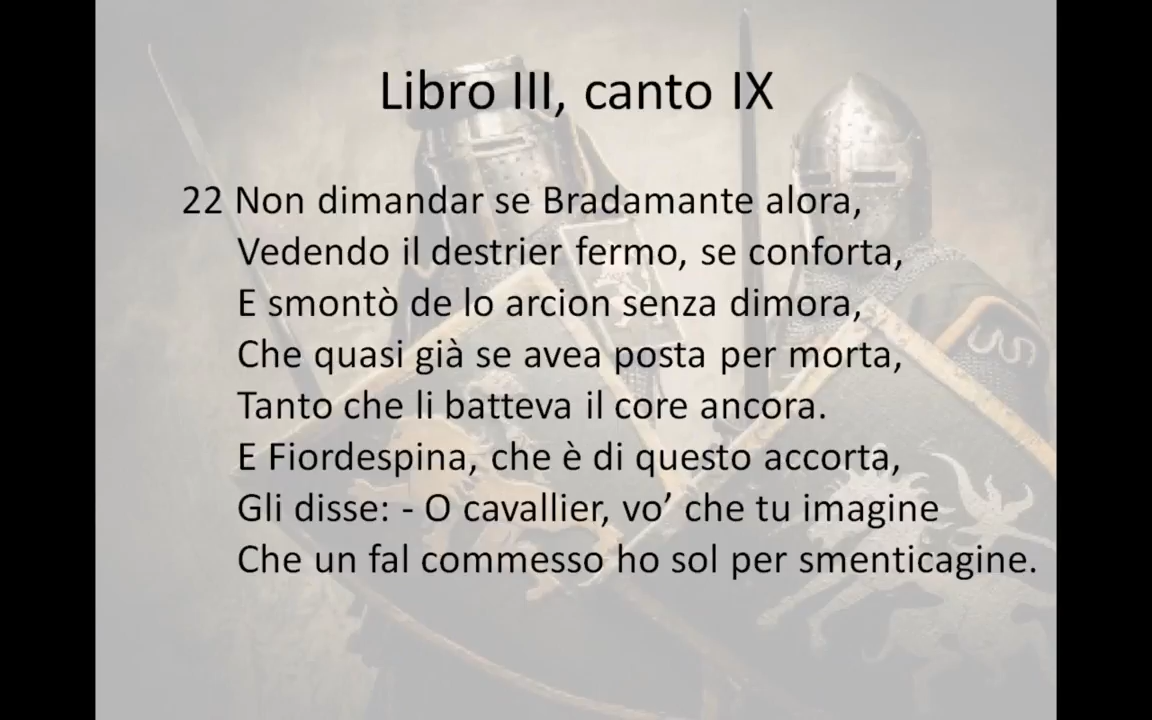 Libro III, canto IX
22 Non dimandar se Bradamante alora,
Vedendo il destrier fermo, se conforta,
E smontò de lo arcion senza dimora,
Che quasi già se avea posta per morta,
Tanto che li batteva il core ancora.
E Fiordespina, che è di questo accorta,
Gli disse: - O cavallier, vo’ che tu imagine
Che un fal commesso ho sol per smenticagine.